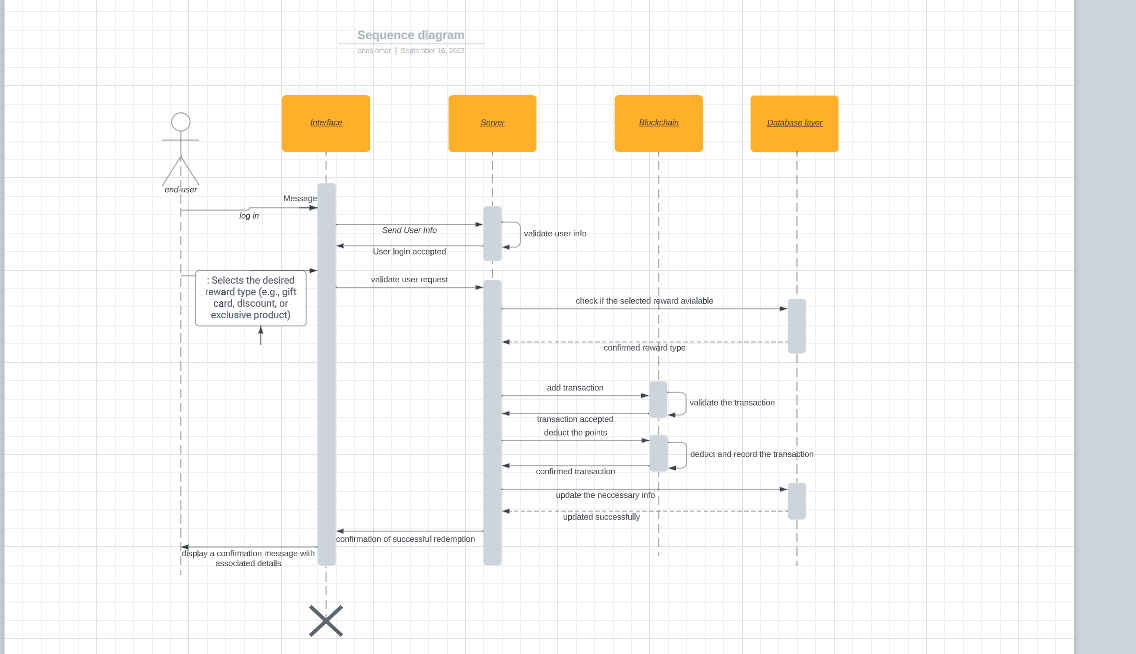 Sequence diagram
anas omar | September 16, 2023
Interface
Server
Blockchain
Database layer
end-user
Message
log in
Send User Info
validate user info
User login accepted
: Selects the desired
reward type (e.g., gift
card, discount, or
exclusive product)
validate user request
check if the selected reward avialable
confirmed reward type
add transaction
validate the transaction
transaction accepted
deduct the points
deduct and record the transaction
confirmed transaction
update the neccessary info
updated successfully
confirmation of successful redemption
display a confirmation message with
associated details